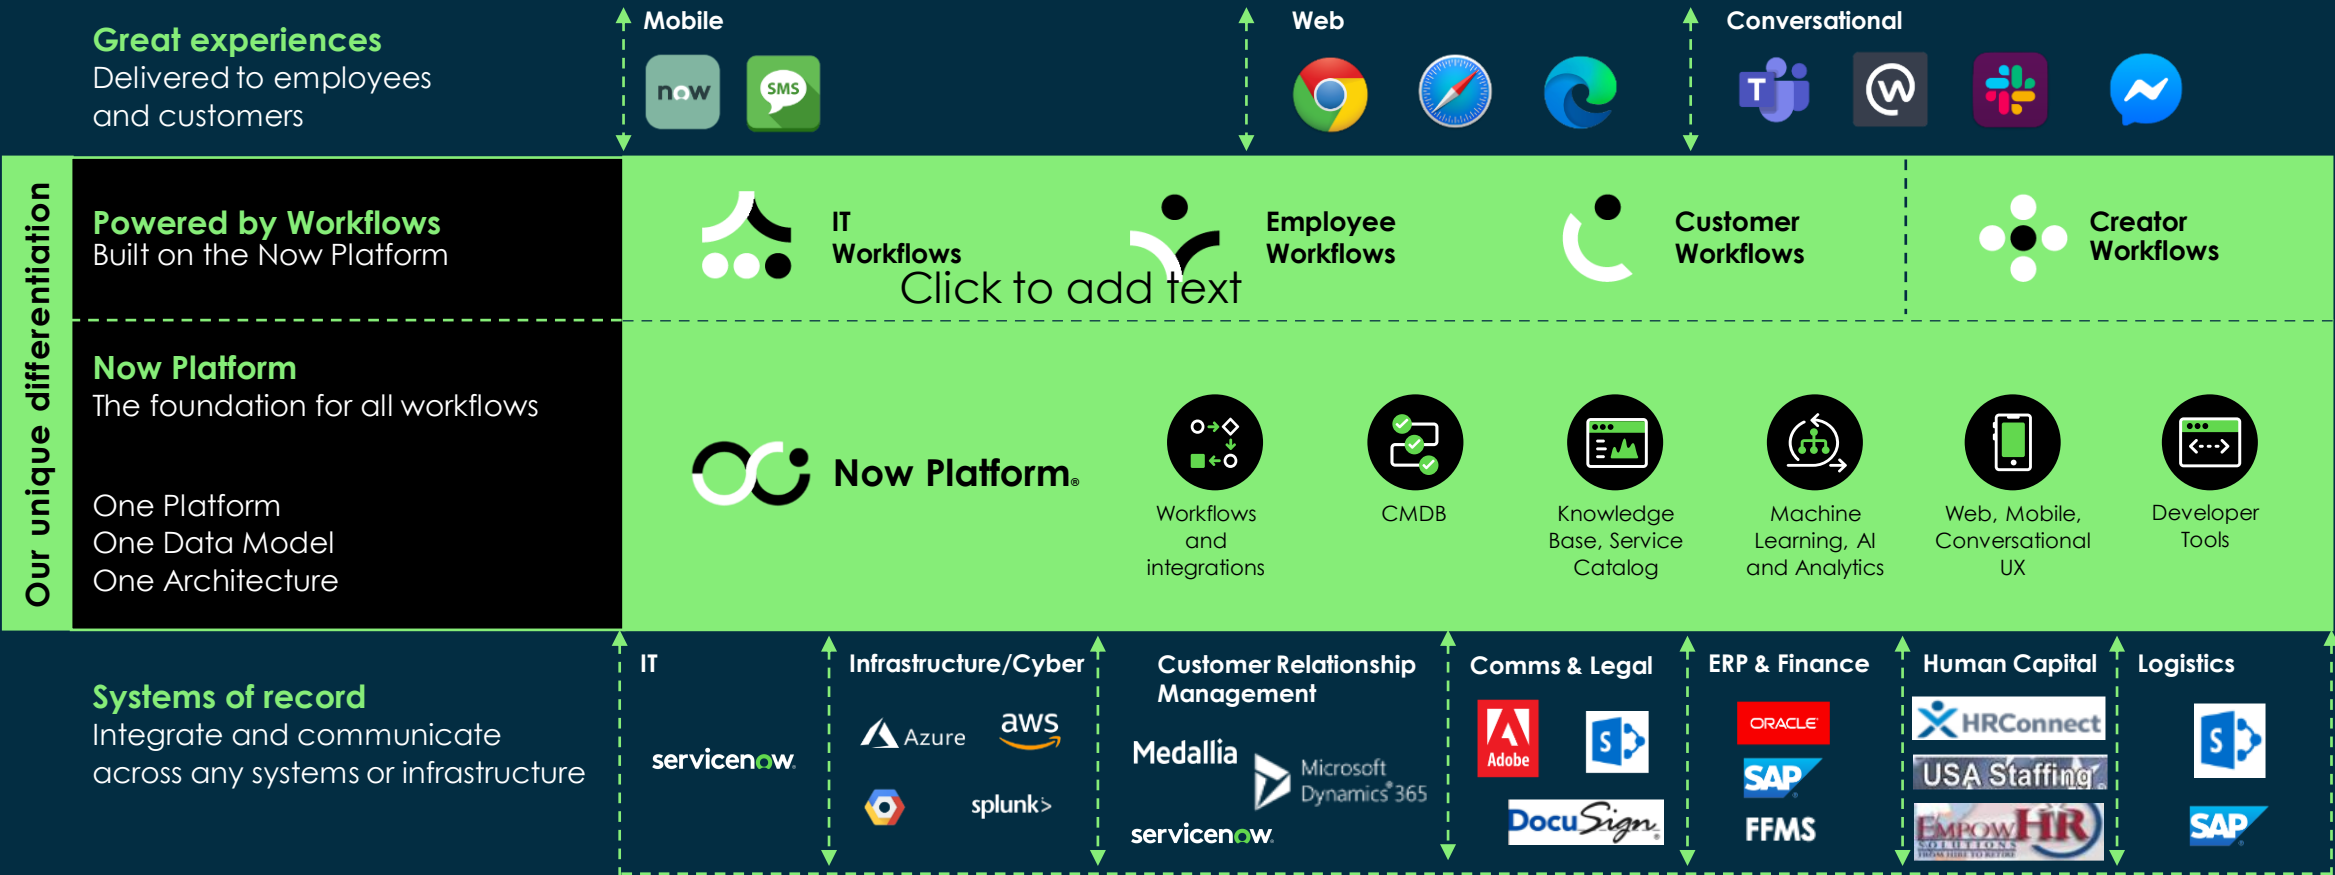 Great experiences
Delivered to employees
and customers
Mobile
now
SMS
Web
Conversational
T
Our unique differentiation
Powered by Workflows
Built on the Now Platform
IT
Workflows
Employee
Workflows
Customer
Workflows
Creator
Workflows
Click to add text
Now Platform
The foundation for all workflows
One Platform
One Data Model
One Architecture
Now Platform®
Workflows
and
integrations
CMDB
Knowledge
Base, Service
Catalog
Machine
Learning, AI
and Analytics
Web, Mobile,
Conversational
UX
Developer
Tools
Systems of record
Integrate and communicate
across any systems or infrastructure
IT
servicenow
Infrastructure/Cyber
Azure
aws
splunk>
Customer Relationship
Management
Medallia
Microsoft
Dynamics® 365
servicenow
Comms & Legal
Adobe
S
DocuSign
ERP & Finance
ORACLE
SAP
FFMS
Human Capital
HRConnect
USA Staffing
EMPOWHR
SOLUTIONS
FROM HIRE TO RETIRE
Logistics
S
SAP